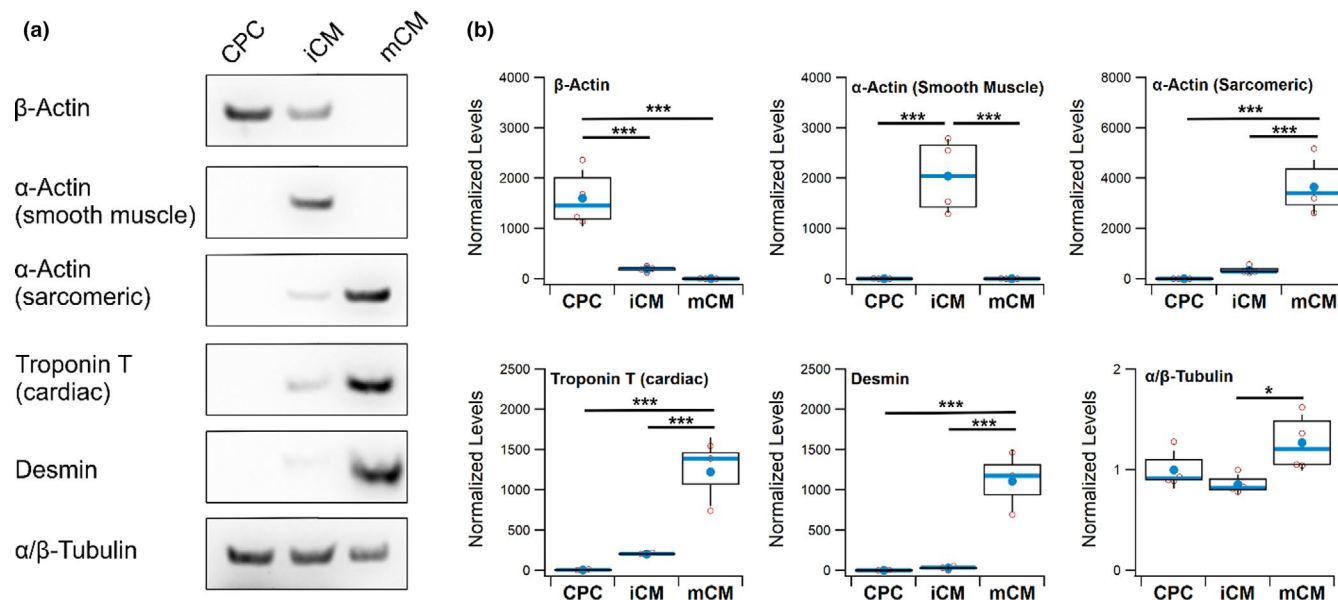 (a)
CPC iCM mCM
β-Actin
α-Actin
(smooth muscle)
α-Actin
(sarcomeric)
Troponin T
(cardiac)
Desmin
α/β-Tubulin
(b)
Normalized Levels
4000
3000
2000
1000
0
β-Actin
***
***
CPC iCM mCM
Normalized Levels
4000
3000
2000
1000
0
α-Actin (Smooth Muscle)
*** ***
CPC iCM mCM
Normalized Levels
8000
6000
4000
2000
0
α-Actin (Sarcomeric)
***
***
CPC iCM mCM
Normalized Levels
2500
2000
1500
1000
500
0
Troponin T (cardiac)
***
***
CPC iCM mCM
Normalized Levels
2500
2000
1500
1000
500
0
Desmin
***
***
CPC iCM mCM
Normalized Levels
2
1
0
α/β-Tubulin
*
CPC iCM mCM